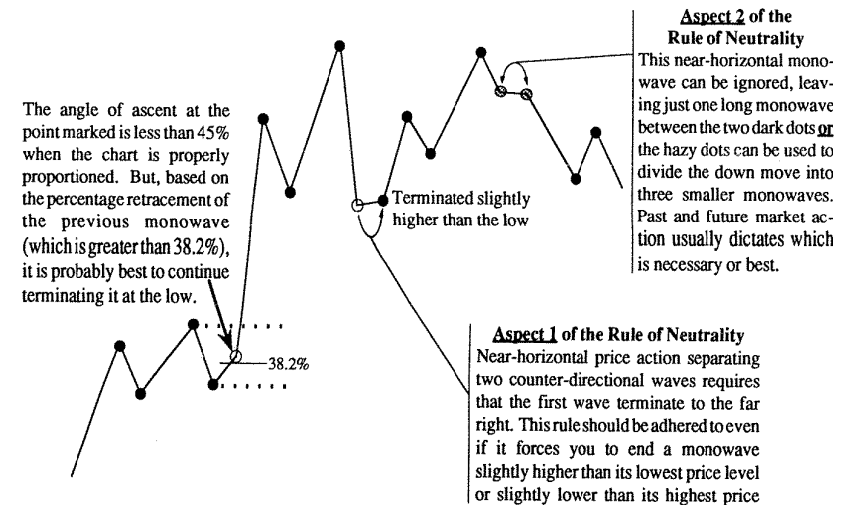 Aspect 2 of the
Rule of Neutrality
This near-horizontal mono-
wave can be ignored, leav-
ing just one long monowave
between the two dark dots or
the hazy dots can be used to
divide the down move into
three smaller monowaves.
Past and future market ac-
tion usually dictates which
is necessary or best.
The angle of ascent at the
point marked is less than 45%
when the chart is properly
proportioned. But, based on
the percentage retracement of
the previous monowave
(which is greater than 38.2%),
it is probably best to continue
terminating it at the low.
Terminated slightly
higher than the low
38.2%
Aspect 1 of the Rule of Neutrality
Near-horizontal price action separating
two counter-directional waves requires
that the first wave terminate to the far
right. This rule should be adhered to even
if it forces you to end a monowave
slightly higher than its lowest price level
or slightly lower than its highest price